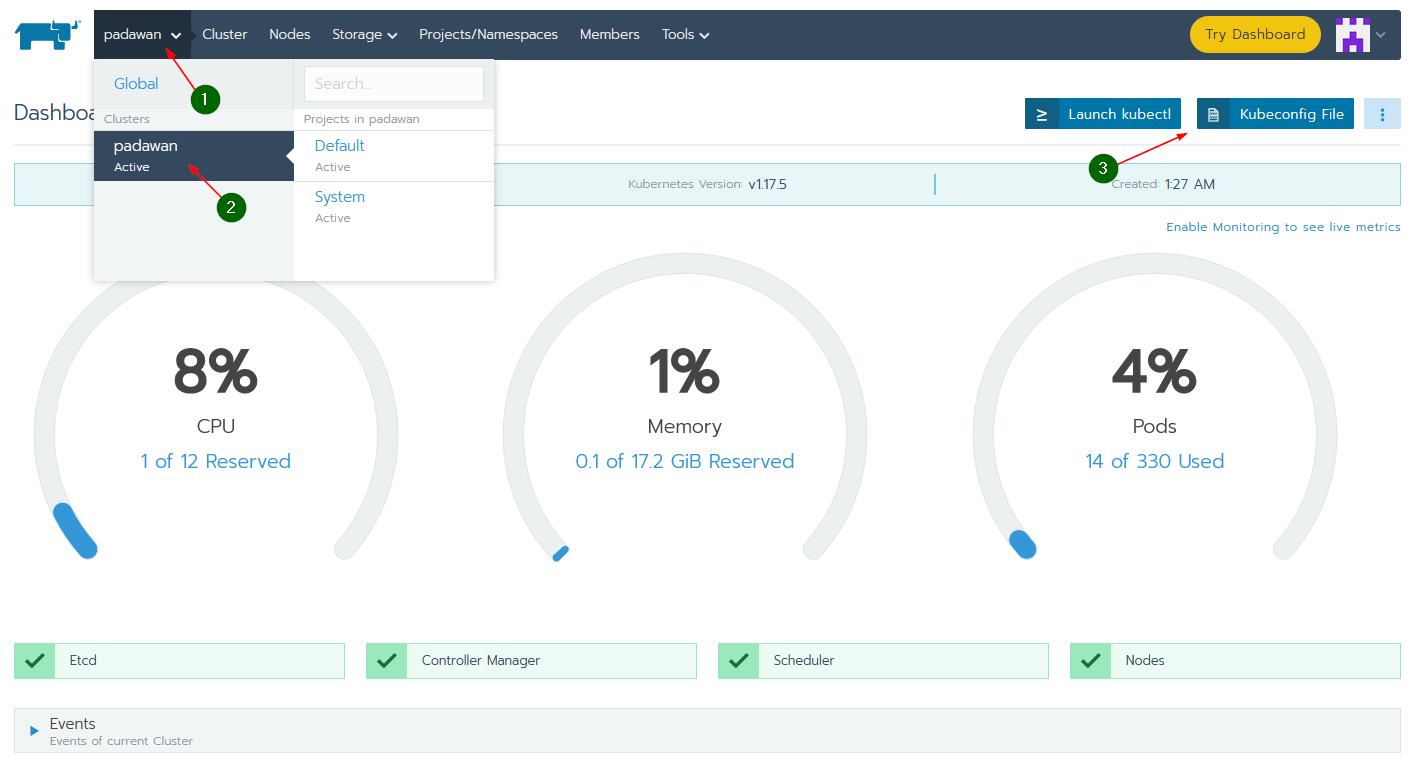 padawan Cluster Nodes Storage Projects/Namespaces Members Tools Try Dashboard
Global Search...
1
Clusters Projects in padawan
Dashboa
Launch kubectl Kubeconfig File
padawan Default
Active Active
3
System
2
Active
Kubernetes Version: v1.17.5 Created: 1:27 AM
Enable Monitoring to see live metrics
8% 1% 4%
CPU Memory Pods
1 of 12 Reserved 0.1 of 17.2 GiB Reserved 14 of 330 Used
Etcd Controller Manager Scheduler Nodes
Events
Events of current Cluster